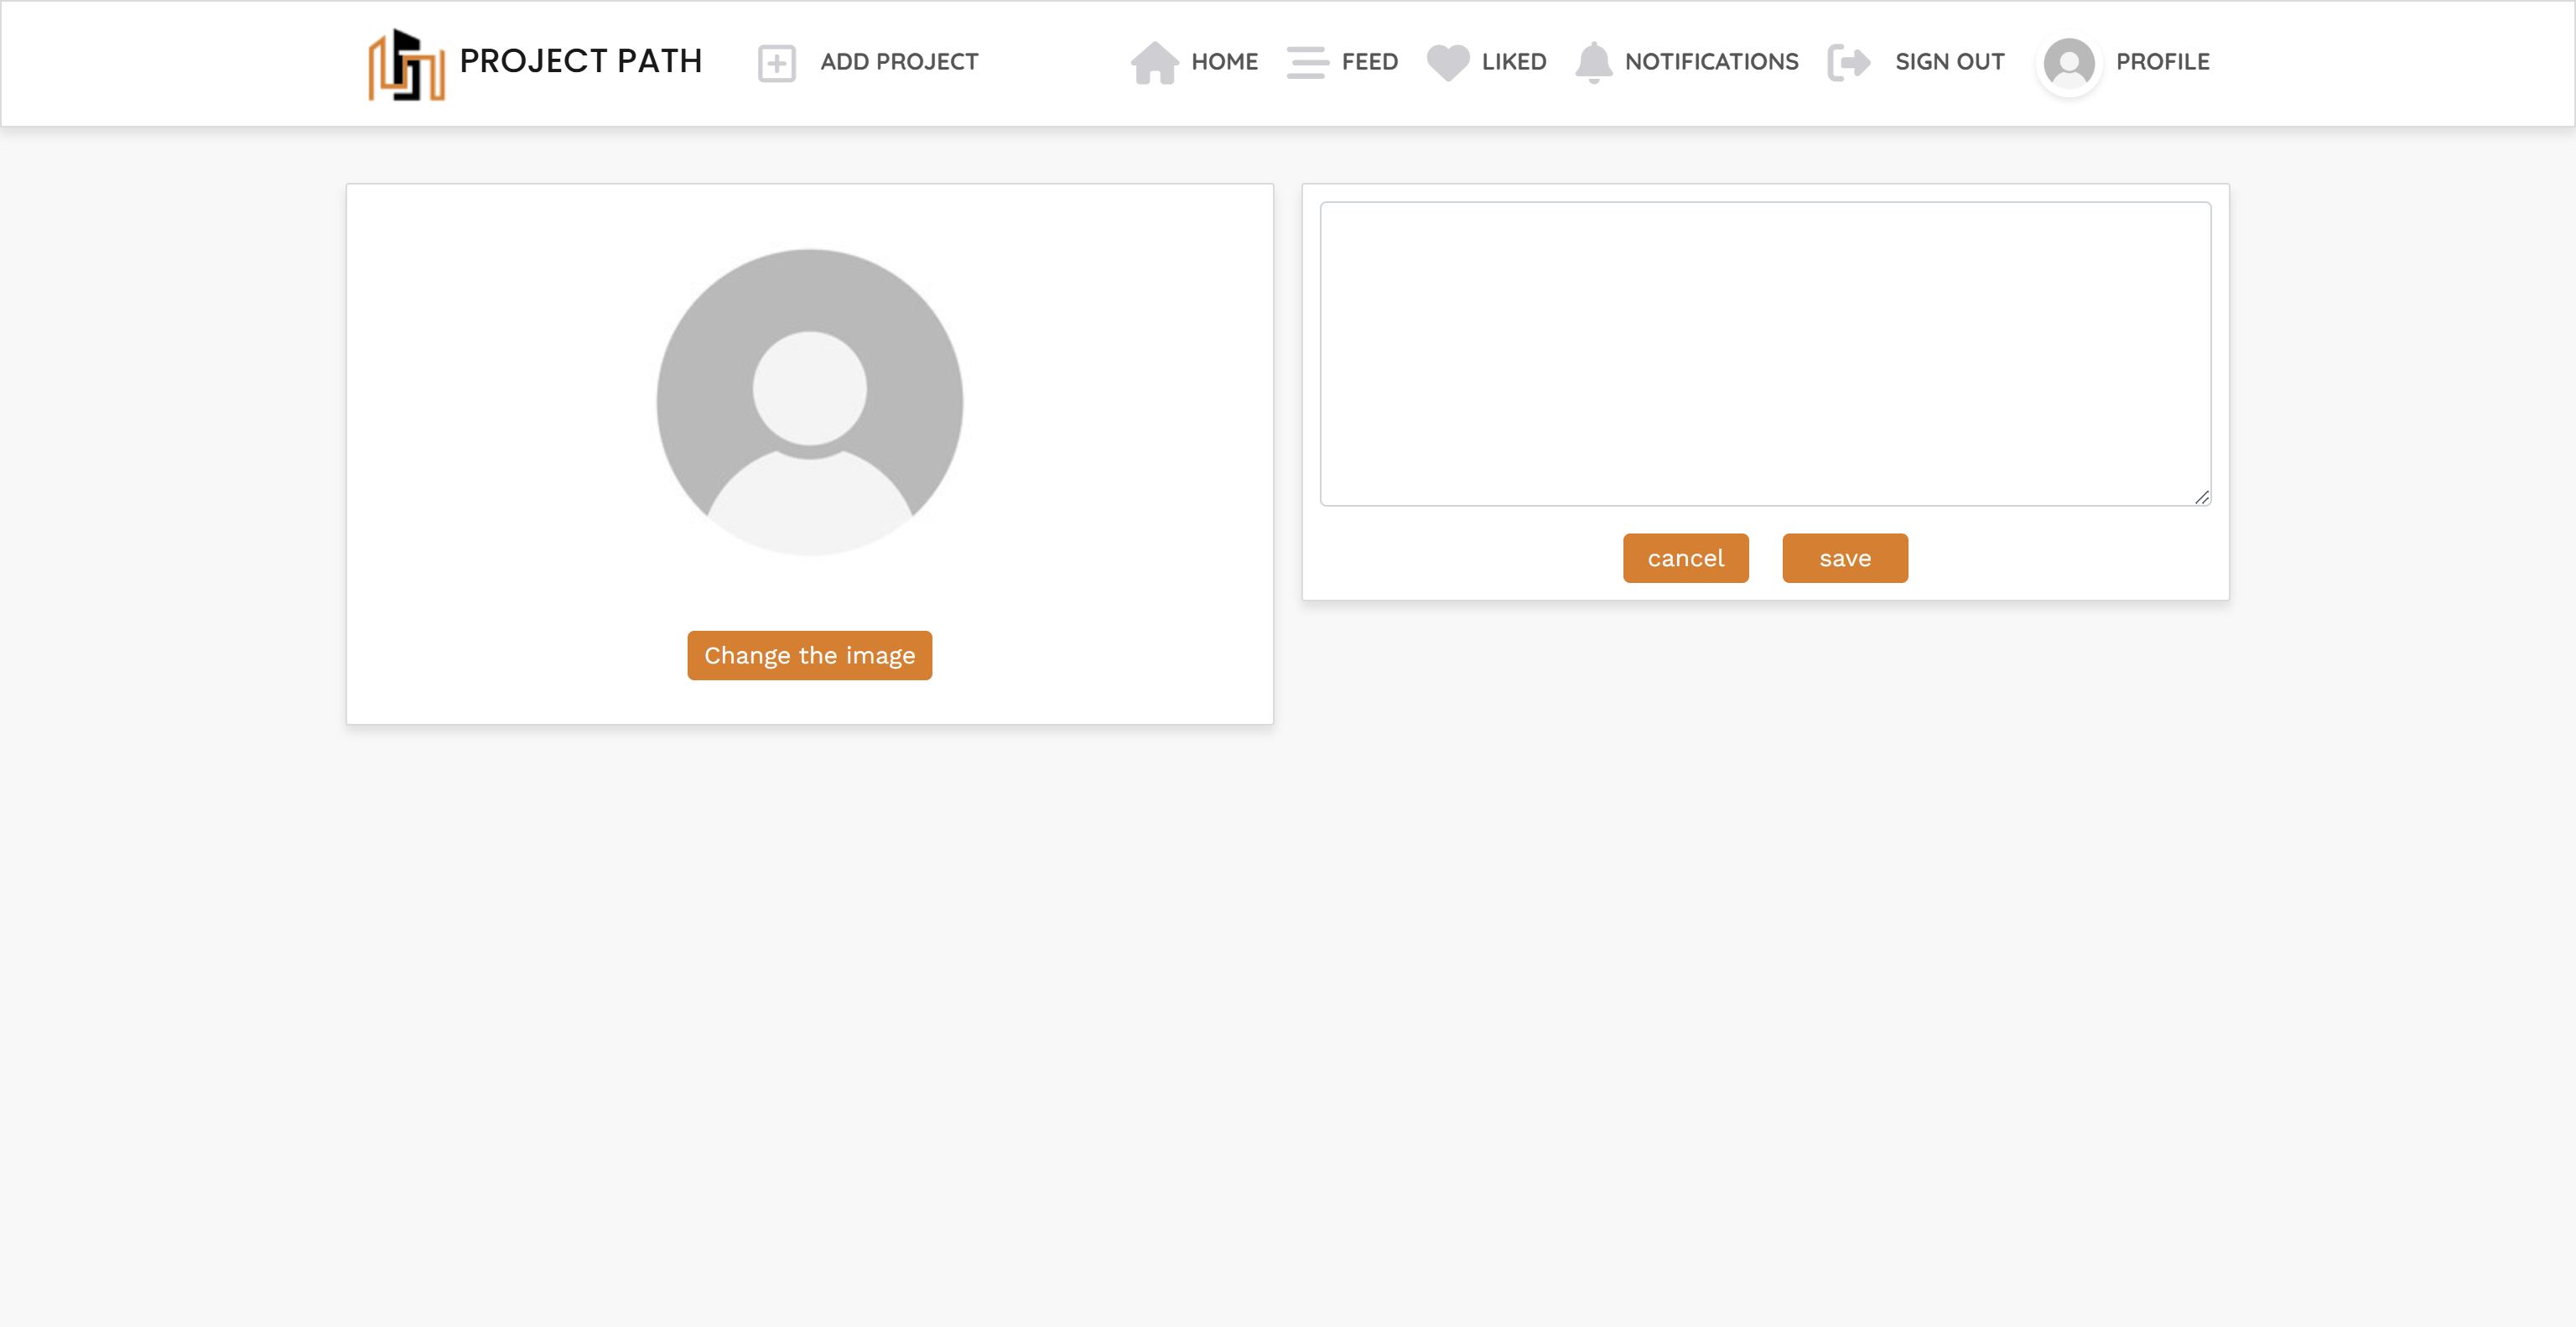 PROJECT PATH
ADD PROJECT
HOME
FEED
LIKED
NOTIFICATIONS
SIGN OUT
PROFILE
cancel
save
Change the image